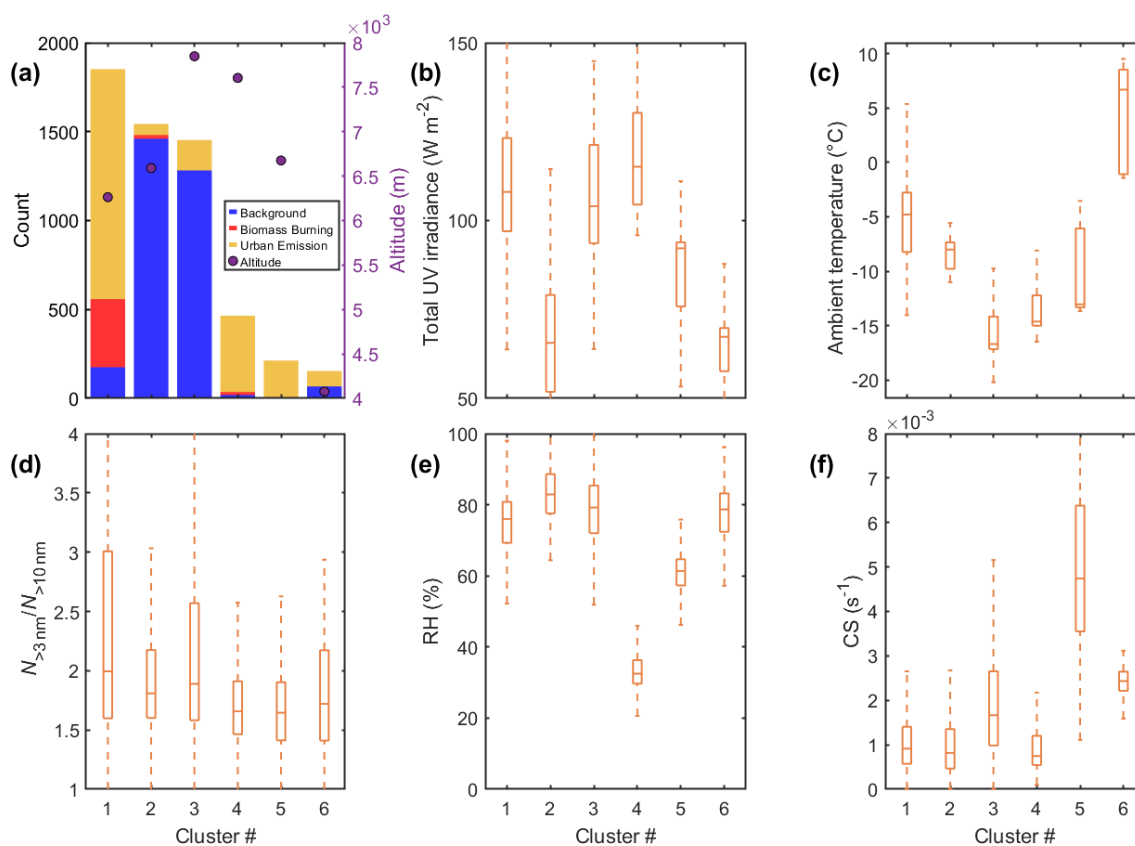 (a)
2000
1500
1000
500
0
Count
×10³
8
7.5
7
6.5
6
5.5
5
4.5
4
Altitude (m)
Background
Biomass Burning
Urban Emission
Altitude
(b)
150
100
50
Total UV irradiance (W m⁻²)
(c)
10
5
0
-5
-10
-15
-20
Ambient temperature (°C)
(d)
4
3.5
3
2.5
2
1.5
1
N>3 nm/N>10 nm
1 2 3 4 5 6
Cluster #
(e)
100
80
60
40
20
0
RH (%)
1 2 3 4 5 6
Cluster #
(f)
×10⁻³
8
7
6
5
4
3
2
1
0
CS (s⁻¹)
1 2 3 4 5 6
Cluster #